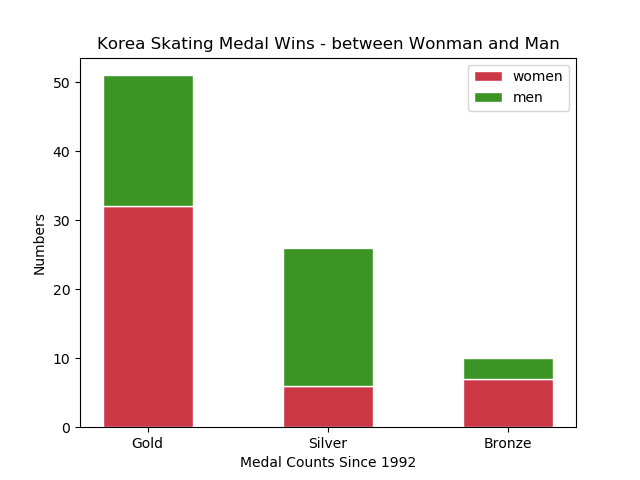 Korea Skating Medal Wins - between Wonman and Man
women
men
50
40
30
20
10
0
Numbers
Gold
Silver
Bronze
Medal Counts Since 1992